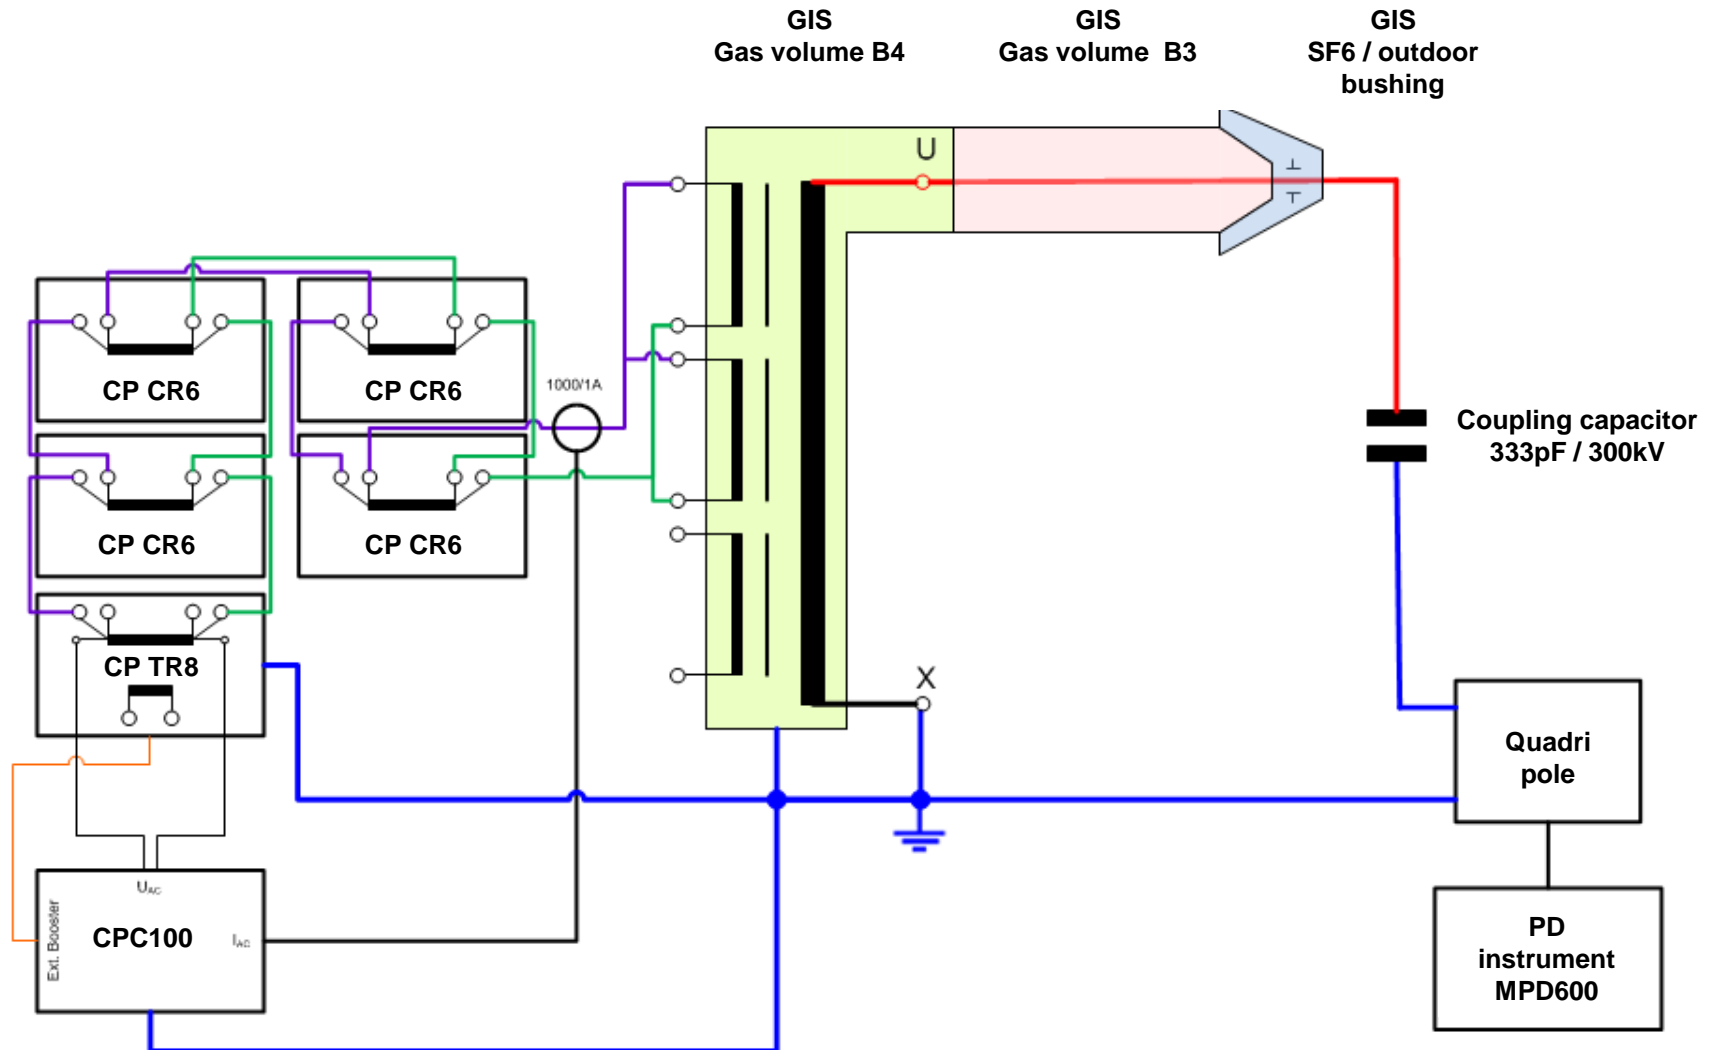 GIS
Gas volume B4
GIS
Gas volume B3
GIS
SF6 / outdoor
bushing
U
CP CR6
CP CR6
1000/1A
CP CR6
CP CR6
CP TR8
X
Coupling capacitor
333pF / 300kV
Quadri
pole
UAC
Ext. Booster
CPC100
IAC
PD
instrument
MPD600